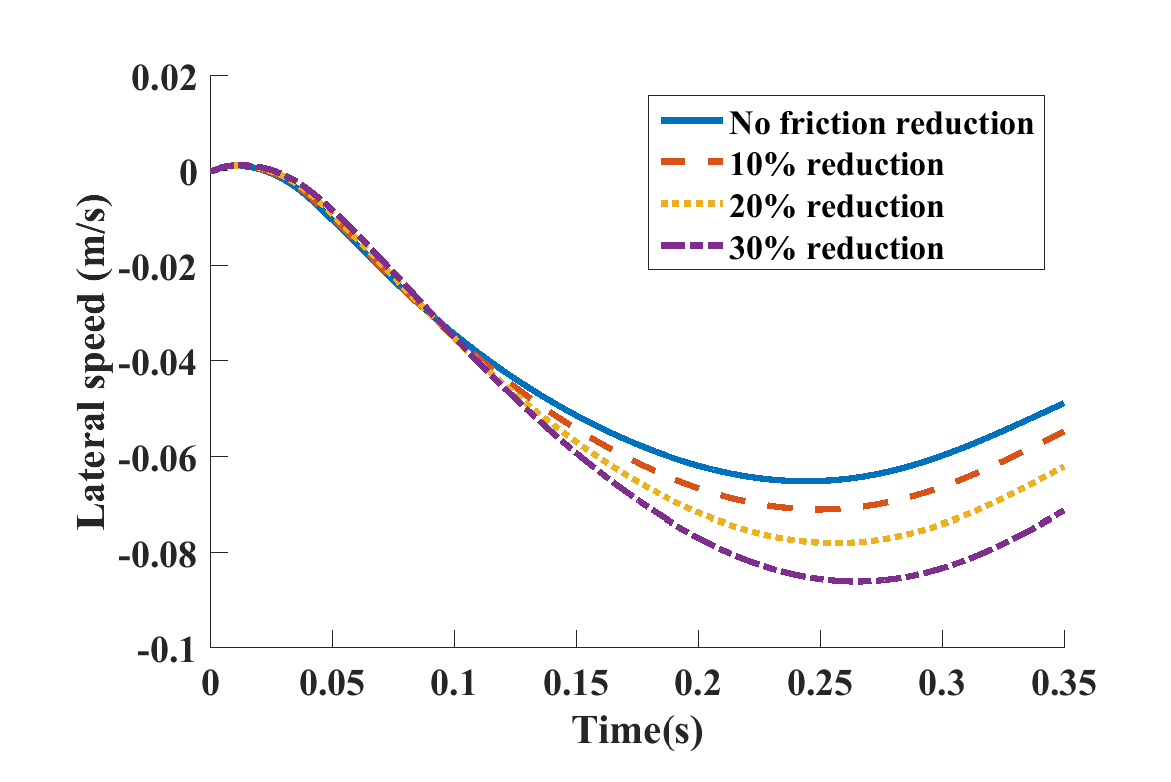 0.02
0
-0.02
-0.04
-0.06
-0.08
-0.1
Lateral speed (m/s)
No friction reduction
10% reduction
20% reduction
30% reduction
0 0.05 0.1 0.15 0.2 0.25 0.3 0.35
Time(s)